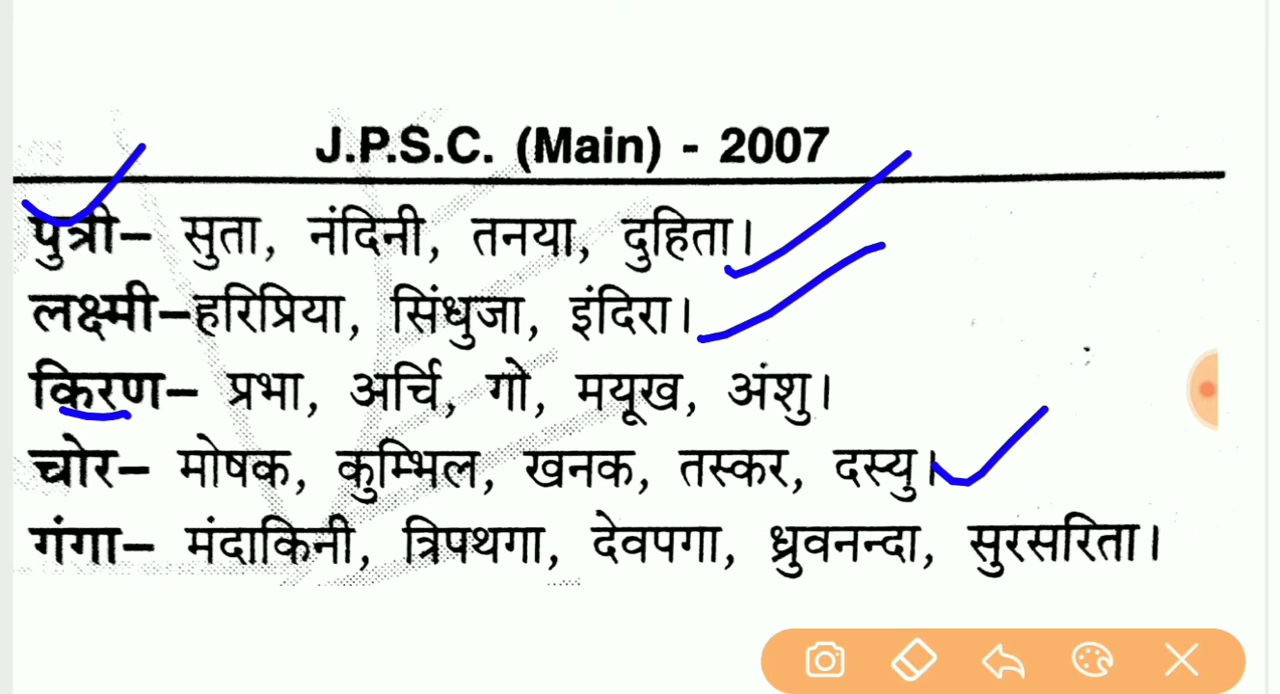 J.P.S.C. (Main) - 2007
पुत्री– सुता, नंदिनी, तनया, दुहिता।
लक्ष्मी–हरिप्रिया, सिंधुजा, इंदिरा।
किरण– प्रभा, अर्चि, गो, मयूख, अंशु।
चोर– मोषक, कुम्भिल, खनक, तस्कर, दस्यु।
गंगा– मंदाकिनी, त्रिपथगा, देवपगा, ध्रुवनन्दा, सुरसरिता।